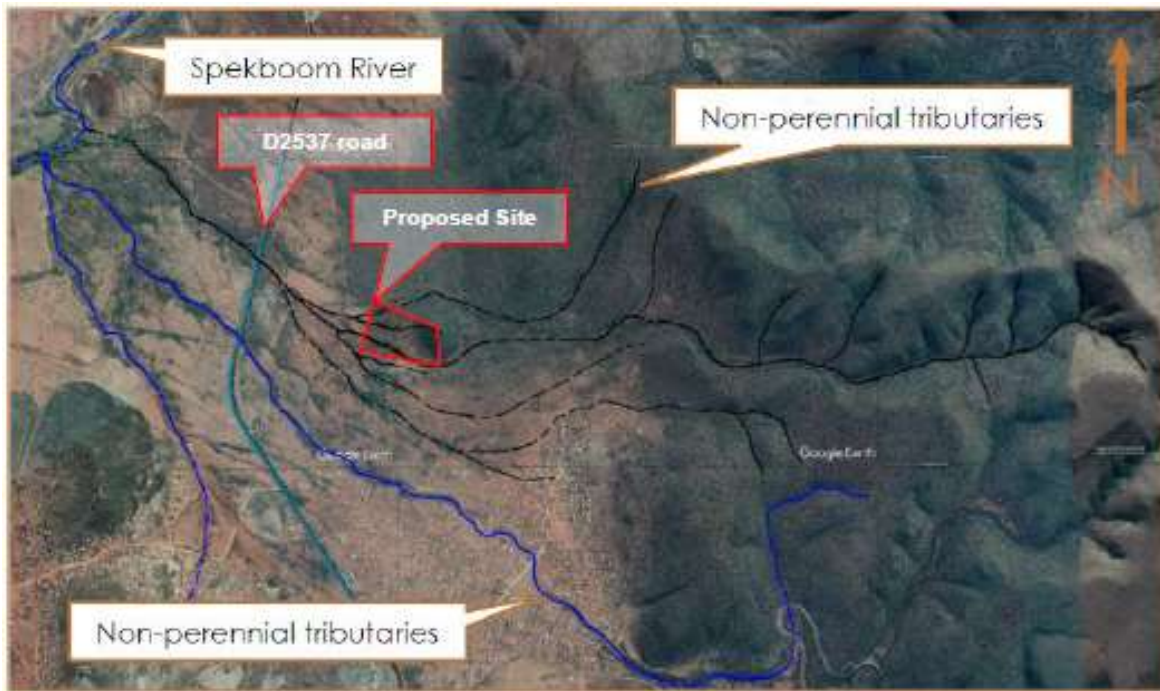 Spekboom River
Non-perennial tributaries
D2537 road
Proposed Site
N
Google Earth
Google Earth
Non-perennial tributaries